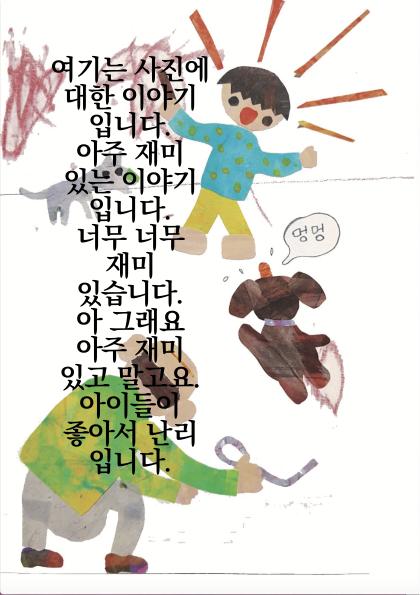 여기는 사진에
대한 이야기
입니다.
아주 재미
있는 이야기
입니다.
너무 너무
재미
있습니다.
아 그래요
아주 재미
있고 말고요.
아이들이
좋아서 난리
입니다.
멍멍